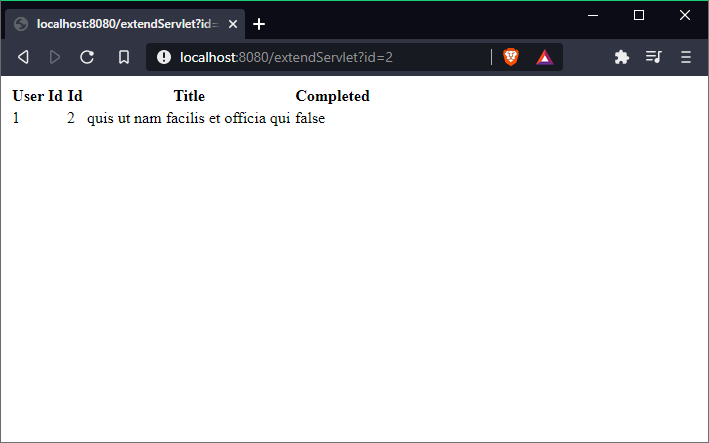 localhost:8080/extendServlet?id=
localhost:8080/extendServlet?id=2
User Id Id Title Completed
1 2 quis ut nam facilis et officia qui false